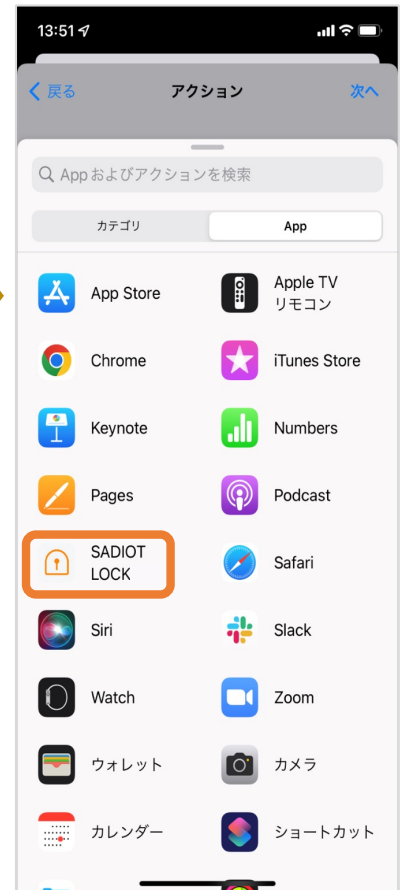 13:51
戻る
アクション
次へ
Appおよびアクションを検索
カテゴリ
App
App Store
Apple TV
リモコン
Chrome
iTunes Store
Keynote
Numbers
Pages
Podcast
SADIOT
LOCK
Safari
Siri
Slack
Watch
Zoom
ウォレット
カメラ
カレンダー
ショートカット